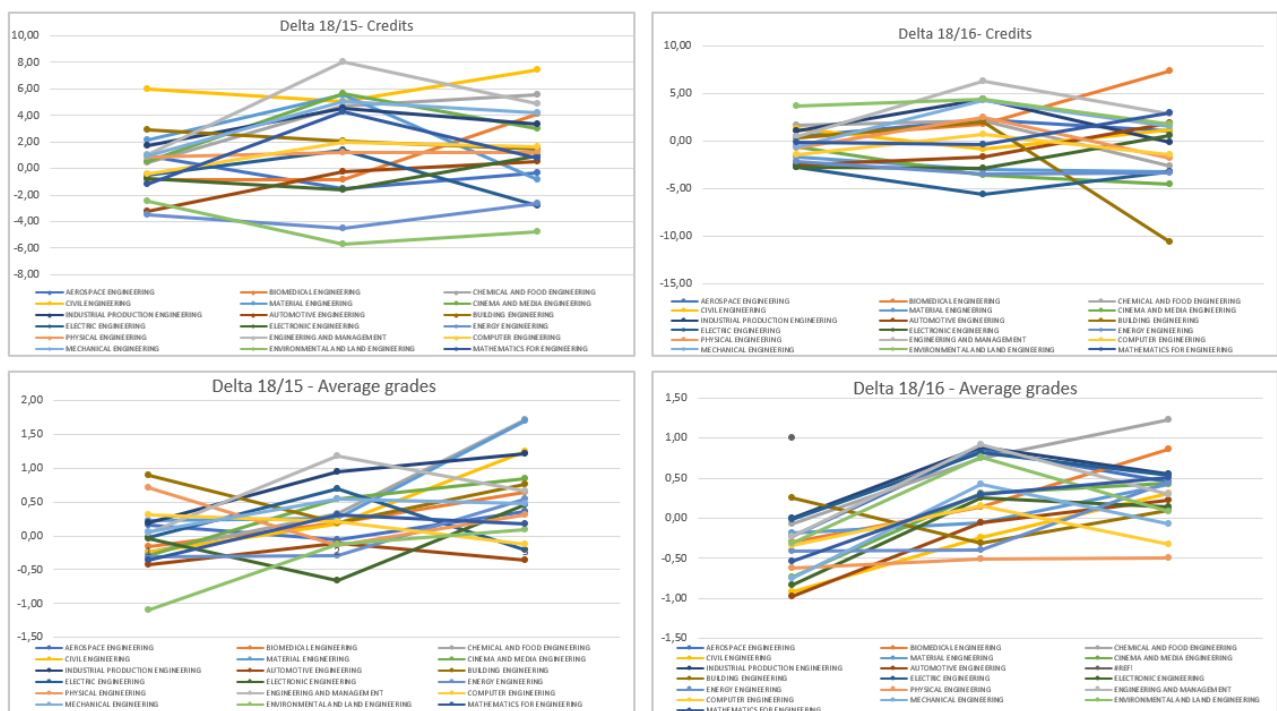 Delta 18/15- Credits
10,00
8,00
6,00
4,00
2,00
0,00
-2,00
-4,00
-6,00
-8,00
AEROSPACE ENGINEERING BIOMEDICAL ENGINEERING CHEMICAL AND FOOD ENGINEERING
CIVIL ENGINEERING MATERIAL ENIGNEERING CINEMA AND MEDIA ENGINEERING
INDUSTRIAL PRODUCTION ENGINEERING AUTOMOTIVE ENGINEERING BUILDING ENGINEERING
ELECTRIC ENGINEERING ELECTRONIC ENGINEERING ENERGY ENGINEERING
PHYSICAL ENGINEERING ENGINEERING AND MANAGEMENT COMPUTER ENGINEERING
MECHANICAL ENGINEERING ENVIRONMENTAL AND LAND ENGINEERING MATHEMATICS FOR ENGINEERING
Delta 18/16- Credits
10,00
5,00
0,00
-5,00
-10,00
-15,00
AEROSPACE ENGINEERING BIOMEDICAL ENGINEERING CHEMICAL AND FOOD ENGINEERING
CIVIL ENGINEERING MATERIAL ENGINEERING CINEMA AND MEDIA ENGINEERING
INDUSTRIAL PRODUCTION ENGINEERING AUTOMOTIVE ENGINEERING BUILDING ENGINEERING
ELECTRIC ENGINEERING ELECTRONIC ENGINEERING ENERGY ENGINEERING
PHYSICAL ENGINEERING ENGINEERING AND MANAGEMENT COMPUTER ENGINEERING
MECHANICAL ENGINEERING ENVIRONMENTAL AND LAND ENGINEERING MATHEMATICS FOR ENGINEERING
Delta 18/15 - Average grades
2,00
1,50
1,00
0,50
0,00
-0,50
-1,00
-1,50
AEROSPACE ENGINEERING BIOMEDICAL ENGINEERING CHEMICAL AND FOOD ENGINEERING
CIVIL ENGINEERING MATERIAL ENIGNEERING CINEMA AND MEDIA ENGINEERING
INDUSTRIAL PRODUCTION ENGINEERING AUTOMOTIVE ENGINEERING BUILDING ENGINEERING
ELECTRIC ENGINEERING ELECTRONIC ENGINEERING ENERGY ENGINEERING
PHYSICAL ENGINEERING ENGINEERING AND MANAGEMENT COMPUTER ENGINEERING
MECHANICAL ENGINEERING ENVIRONMENTAL AND LAND ENGINEERING MATHEMATICS FOR ENGINEERING
Delta 18/16 - Average grades
1,50
1,00
0,50
0,00
-0,50
-1,00
-1,50
AEROSPACE ENGINEERING BIOMEDICAL ENGINEERING CHEMICAL AND FOOD ENGINEERING
CIVIL ENGINEERING MATERIAL ENIGNEERING CINEMA AND MEDIA ENGINEERING
INDUSTRIAL PRODUCTION ENGINEERING AUTOMOTIVE ENGINEERING #REF!
BUILDING ENGINEERING ELECTRIC ENGINEERING ELECTRONIC ENGINEERING
ENERGY ENGINEERING PHYSICAL ENGINEERING ENGINEERING AND MANAGEMENT
COMPUTER ENGINEERING MECHANICAL ENGINEERING ENVIRONMENTAL AND LAND ENGINEERING
MATHEMATICS FOR ENGINEERING